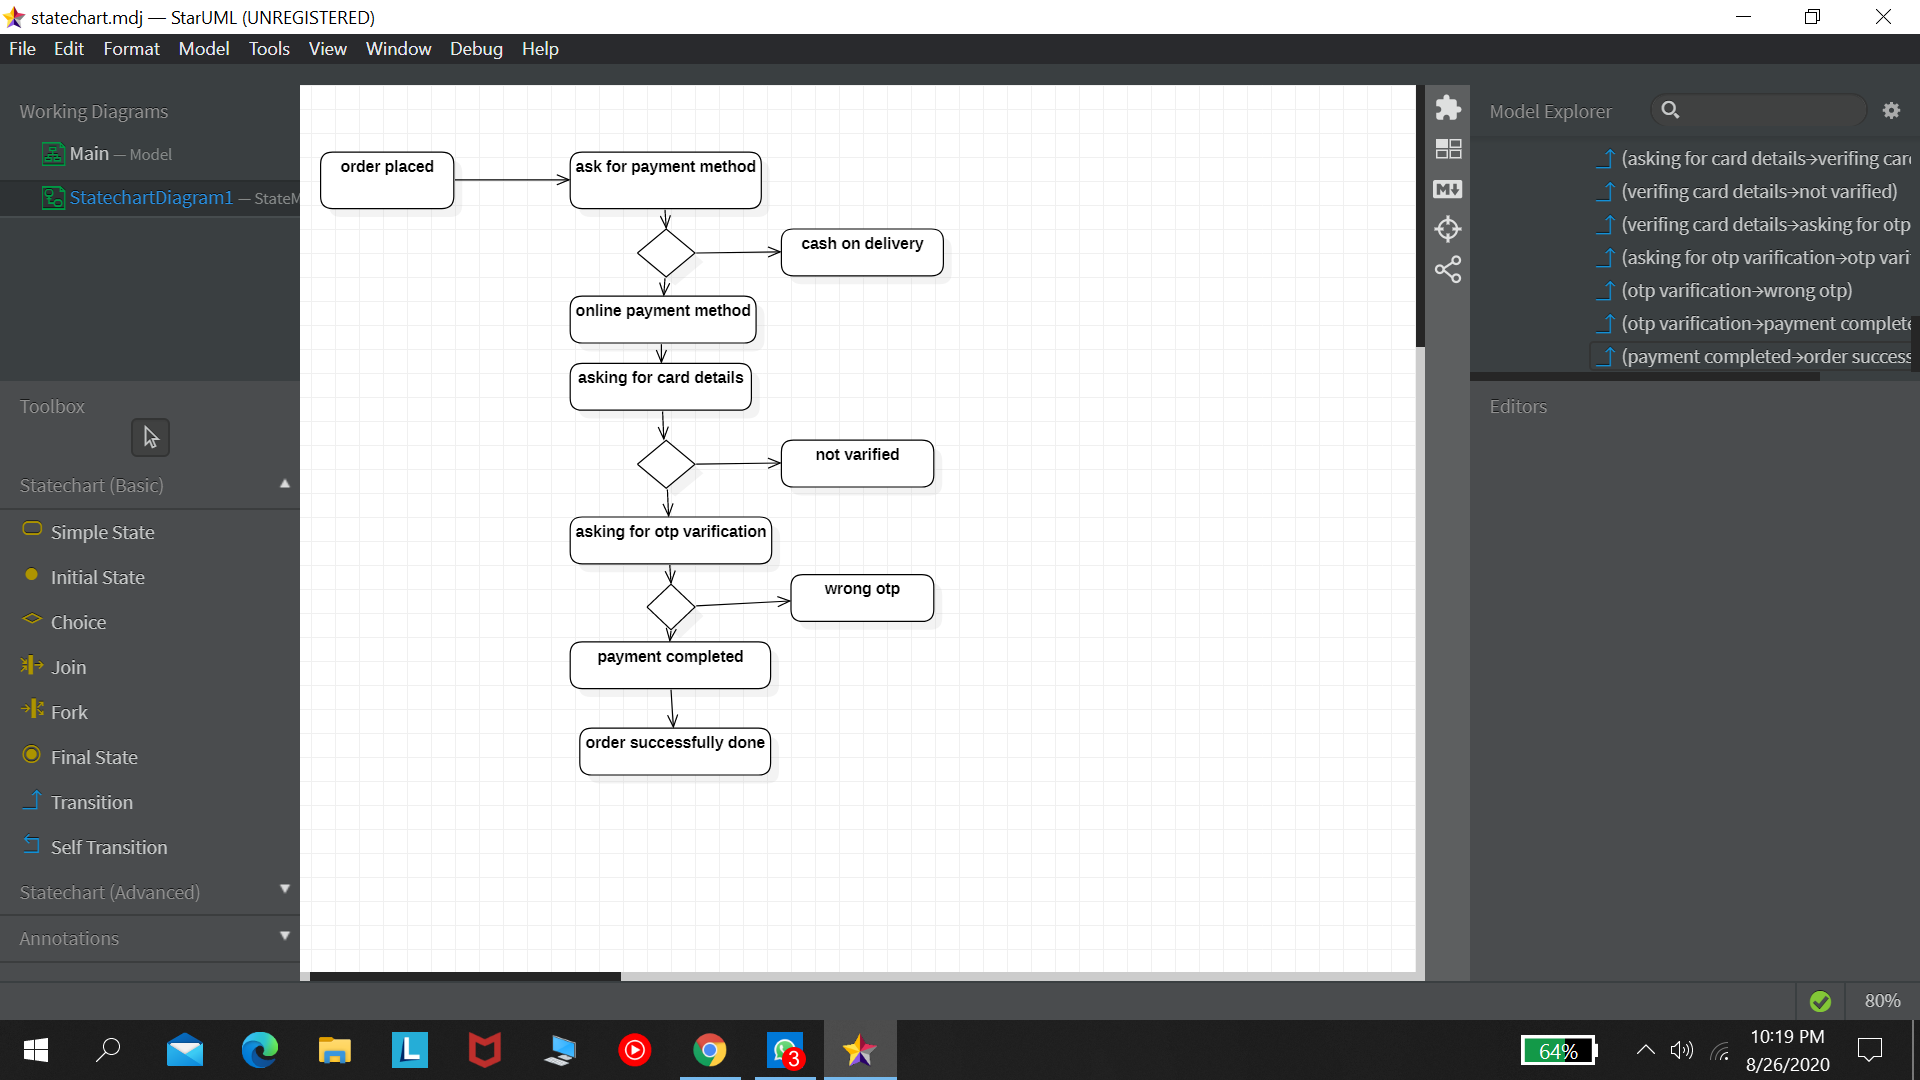 statechart.mdj — StarUML (UNREGISTERED)
File Edit Format Model Tools View Window Debug Help
Working Diagrams
Main — Model
StatechartDiagram1 — StateM
Toolbox
Statechart (Basic)
Simple State
Initial State
Choice
Join
Fork
Final State
Transition
Self Transition
Statechart (Advanced)
Annotations
order placed
ask for payment method
cash on delivery
online payment method
asking for card details
not varified
asking for otp varification
wrong otp
payment completed
order successfully done
M
Model Explorer
(asking for card details→verifing car
(verifing card details→not varified)
(verifing card details→asking for otp
(asking for otp varification→otp vari
(otp varification→wrong otp)
(otp varification→payment complete
(payment completed→order success
Editors
80%
L
3
64%
10:19 PM
8/26/2020